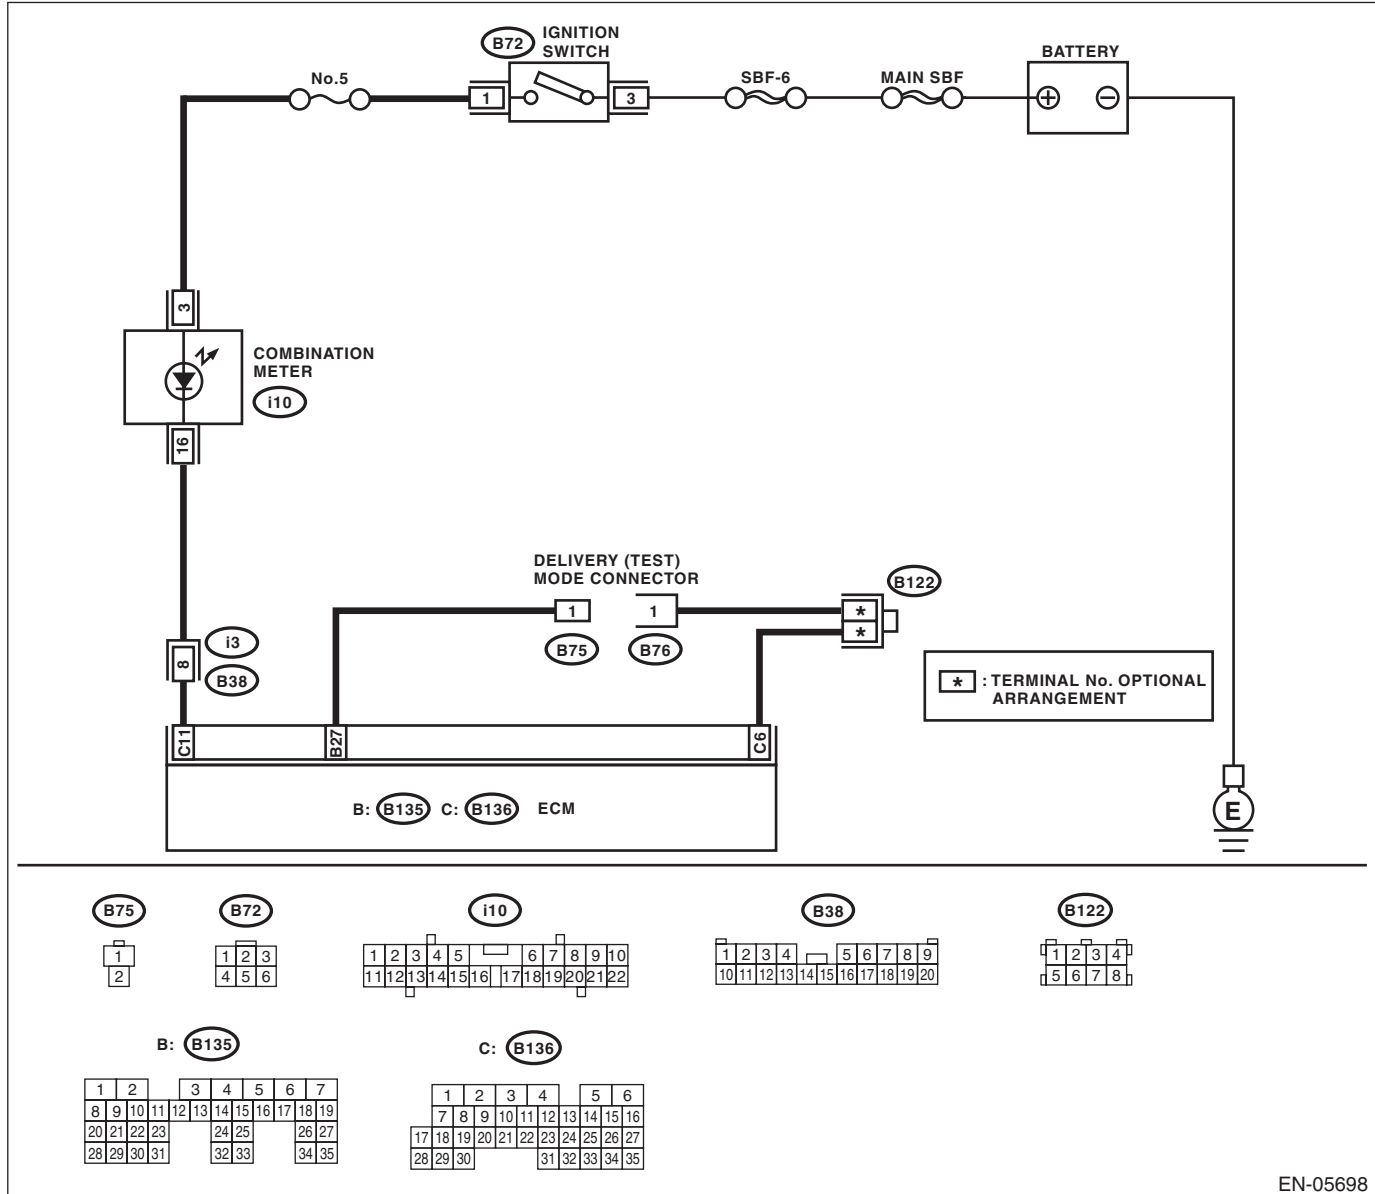 B72 IGNITION
SWITCH
BATTERY
No.5
SBF-6
MAIN SBF
1
3
+ −
3
COMBINATION
METER
i10
16
DELIVERY (TEST)
MODE CONNECTOR
B122
1 1 *
*
B75 B76
i3
8
B38
* : TERMINAL No. OPTIONAL
ARRANGEMENT
C11 B27 C6
B: B135 C: B136 ECM
E
B75
1
2
B72
1 2 3
4 5 6
i10
1 2 3 4 5 6 7 8 9 10
11 12 13 14 15 16 17 18 19 20 21 22
B38
1 2 3 4 5 6 7 8 9
10 11 12 13 14 15 16 17 18 19 20
B122
1 2 3 4
5 6 7 8
B: B135
1 2 3 4 5 6 7
8 9 10 11 12 13 14 15 16 17 18 19
20 21 22 23 24 25 26 27
28 29 30 31 32 33 34 35
C: B136
1 2 3 4 5 6
7 8 9 10 11 12 13 14 15 16
17 18 19 20 21 22 23 24 25 26 27
28 29 30 31 32 33 34 35
EN-05698